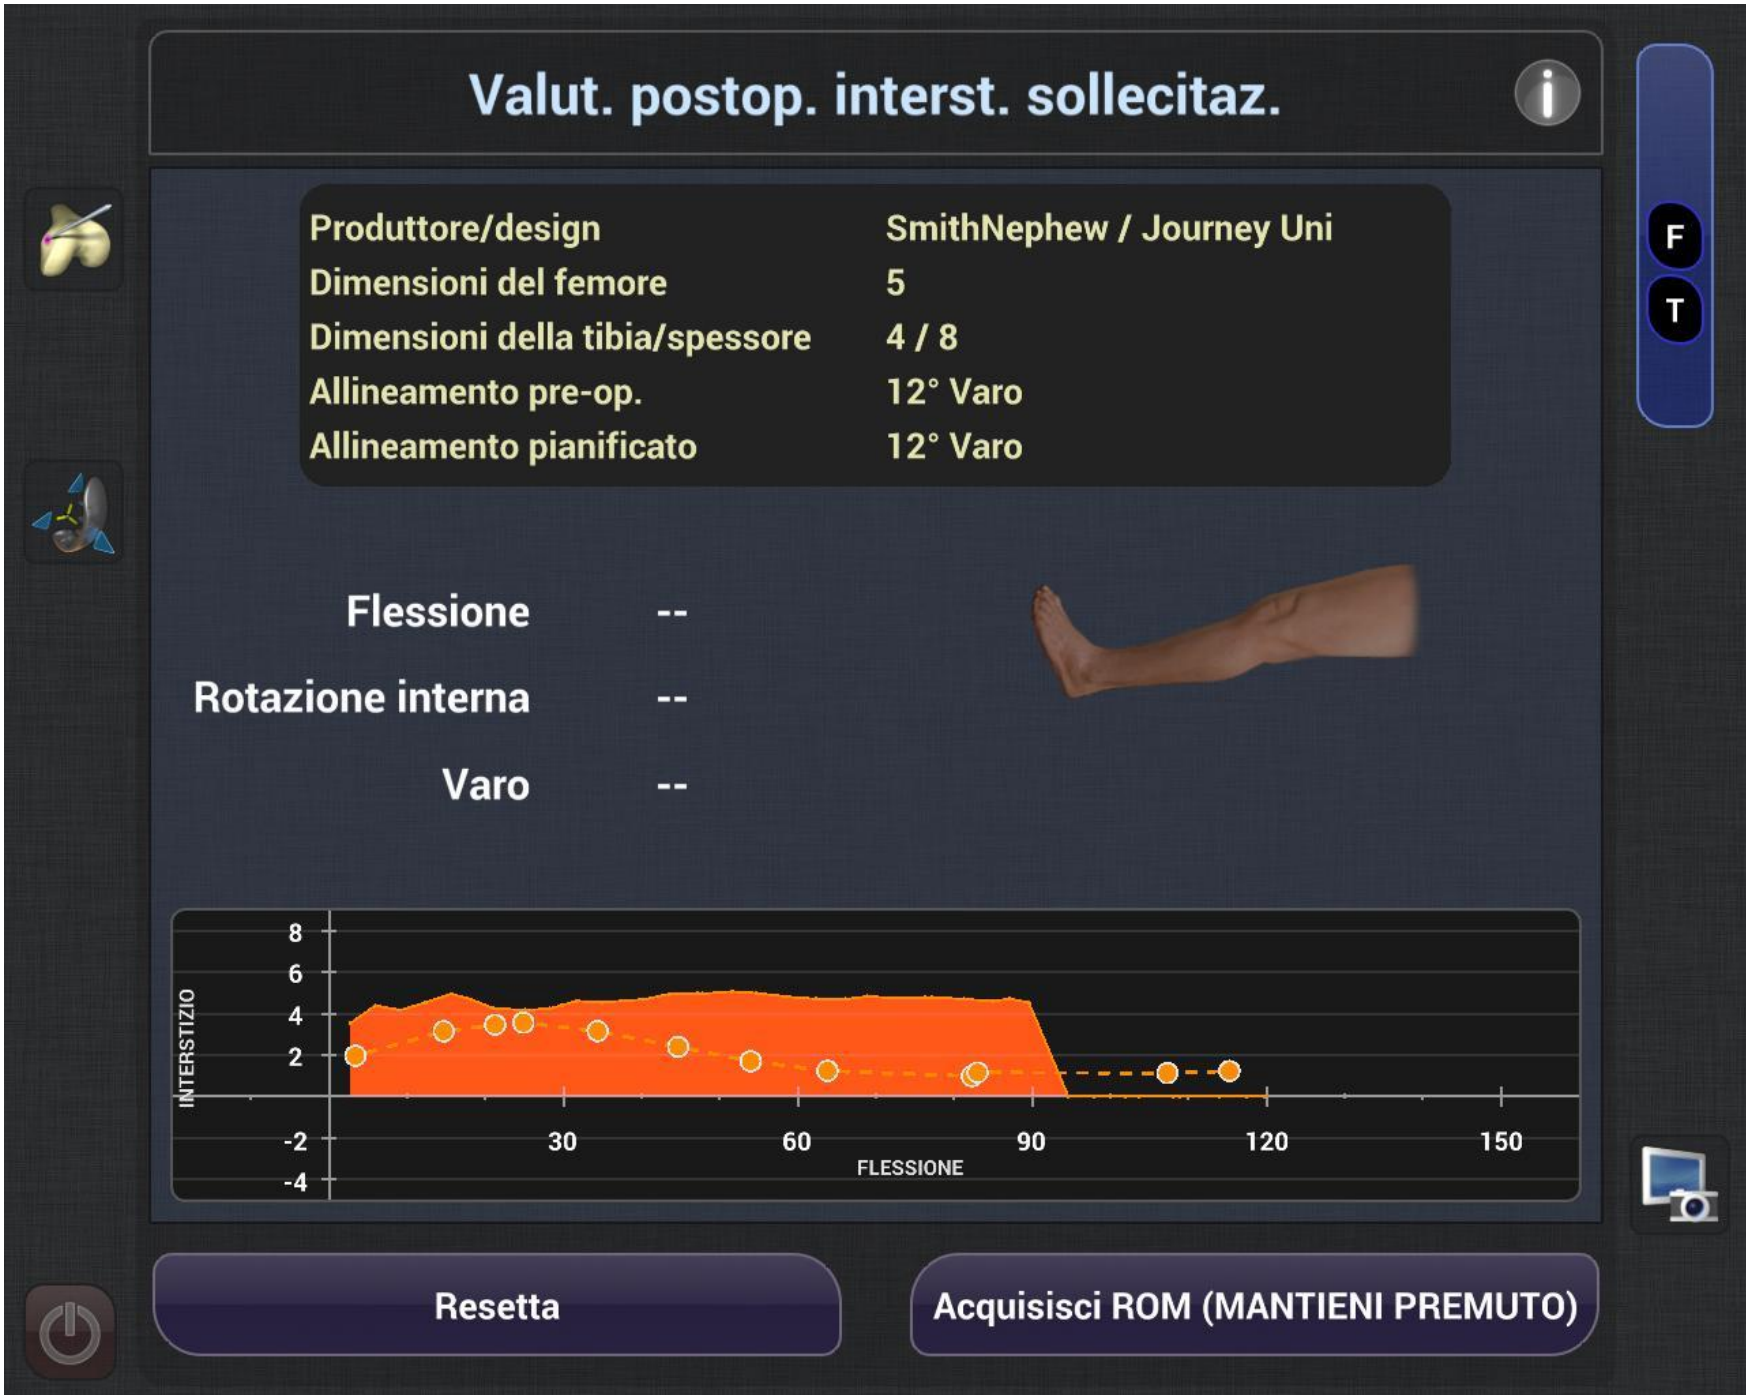 Valut. postop. interst. sollecitaz.
i
Produttore/design SmithNephew / Journey Uni
Dimensioni del femore 5
Dimensioni della tibia/spessore 4 / 8
Allineamento pre-op. 12° Varo
Allineamento pianificato 12° Varo
F
T
Flessione --
Rotazione interna --
Varo --
INTERSTIZIO
8
6
4
2
-2
-4
30 60 90 120 150
FLESSIONE
Resetta
Acquisisci ROM (MANTIENI PREMUTO)